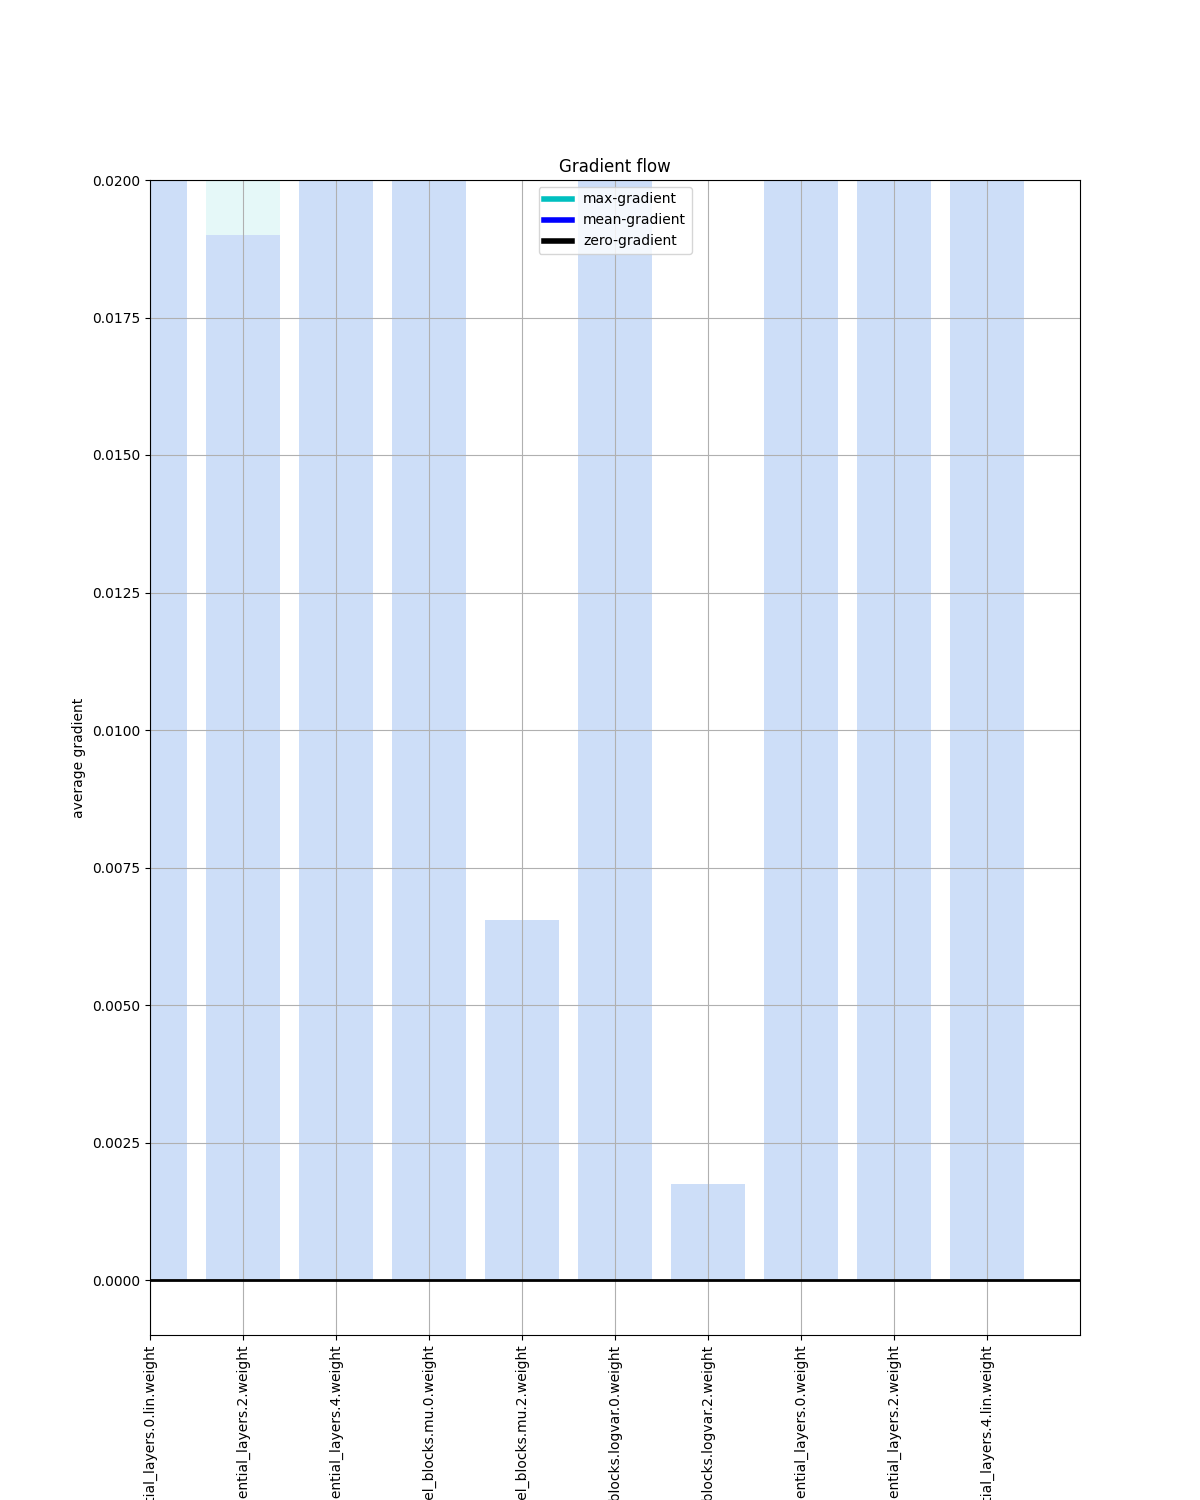 Gradient flow
max-gradient
mean-gradient
zero-gradient
0.0200
0.0175
0.0150
0.0125
0.0100
0.0075
0.0050
0.0025
0.0000
average gradient
tial_layers.0.lin.weight
ential_layers.2.weight
ential_layers.4.weight
el_blocks.mu.0.weight
el_blocks.mu.2.weight
blocks.logvar.0.weight
blocks.logvar.2.weight
ential_layers.0.weight
ential_layers.2.weight
tial_layers.4.lin.weight